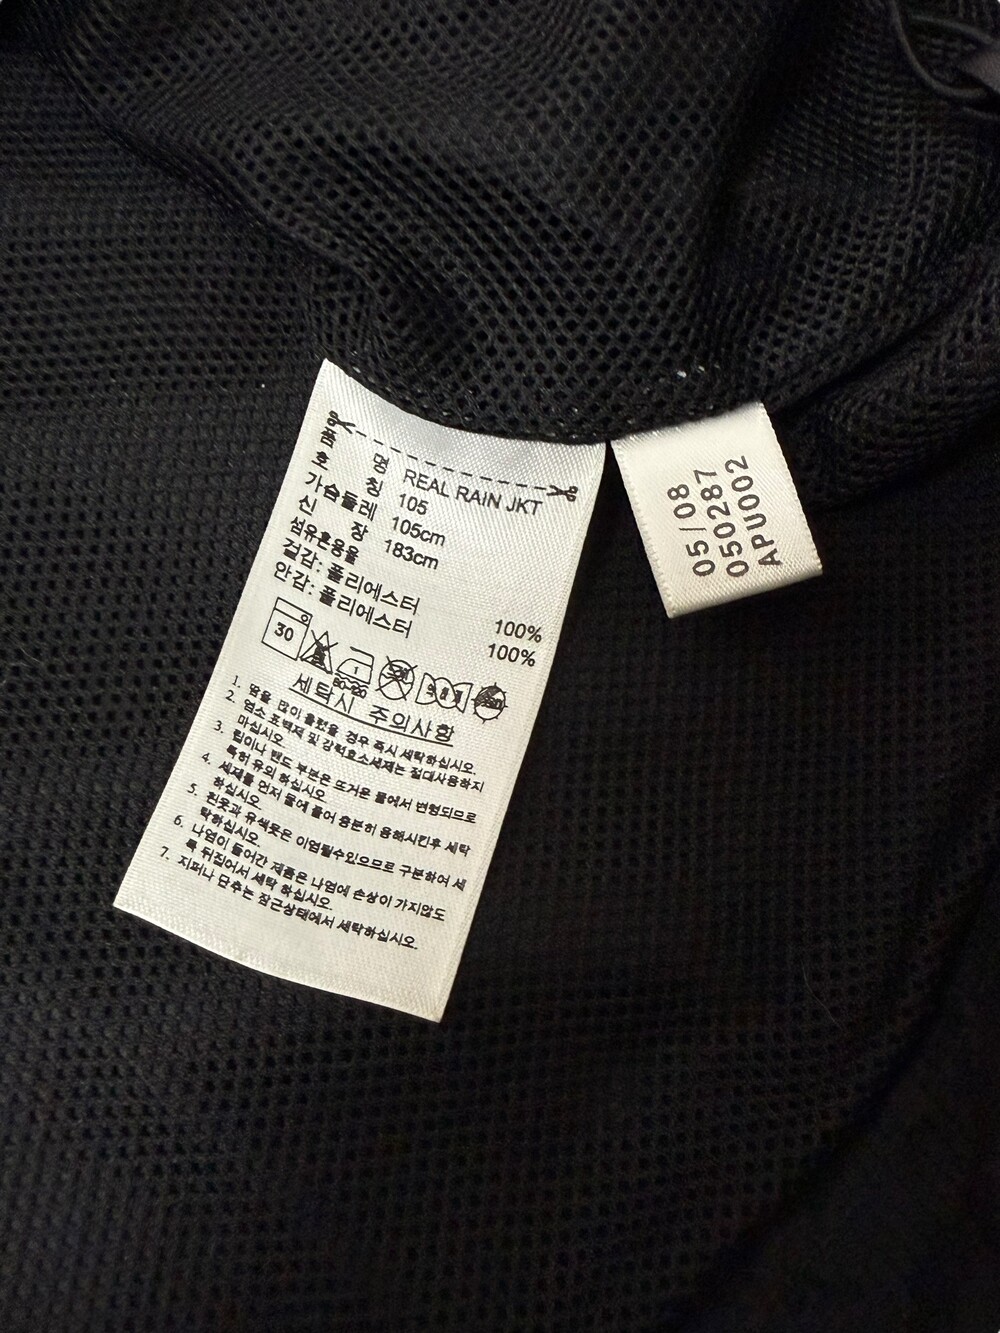 품 명 REAL RAIN JKT
호 칭 105
가슴둘레 105cm
신 장 183cm
섬유혼용율
겉감: 폴리에스터 100%
안감: 폴리에스터 100%
30
1
80-120
세탁시 주의사항
1. 땀을 많이 흘렸을 경우 즉시 세탁하십시오.
2. 염소 표백제 및 강력효소세제는 절대사용하지
마십시오.
3. 립이나 밴드 부분은 뜨거운 물에서 변형되므로
특히 유의 하십시오.
4. 세제를 먼저 물에 풀어 충분히 용해시킨후 세탁
하십시오.
5. 흰옷과 유색옷은 이염될수있으므로 구분하여 세
탁하십시오.
6. 나염이 들어간 제품은 나염에 손상이 가지않도
록 뒤집어서 세탁 하십시오.
7. 지퍼나 단추는 잠근상태에서 세탁하십시오.
05/08
050287
APU002